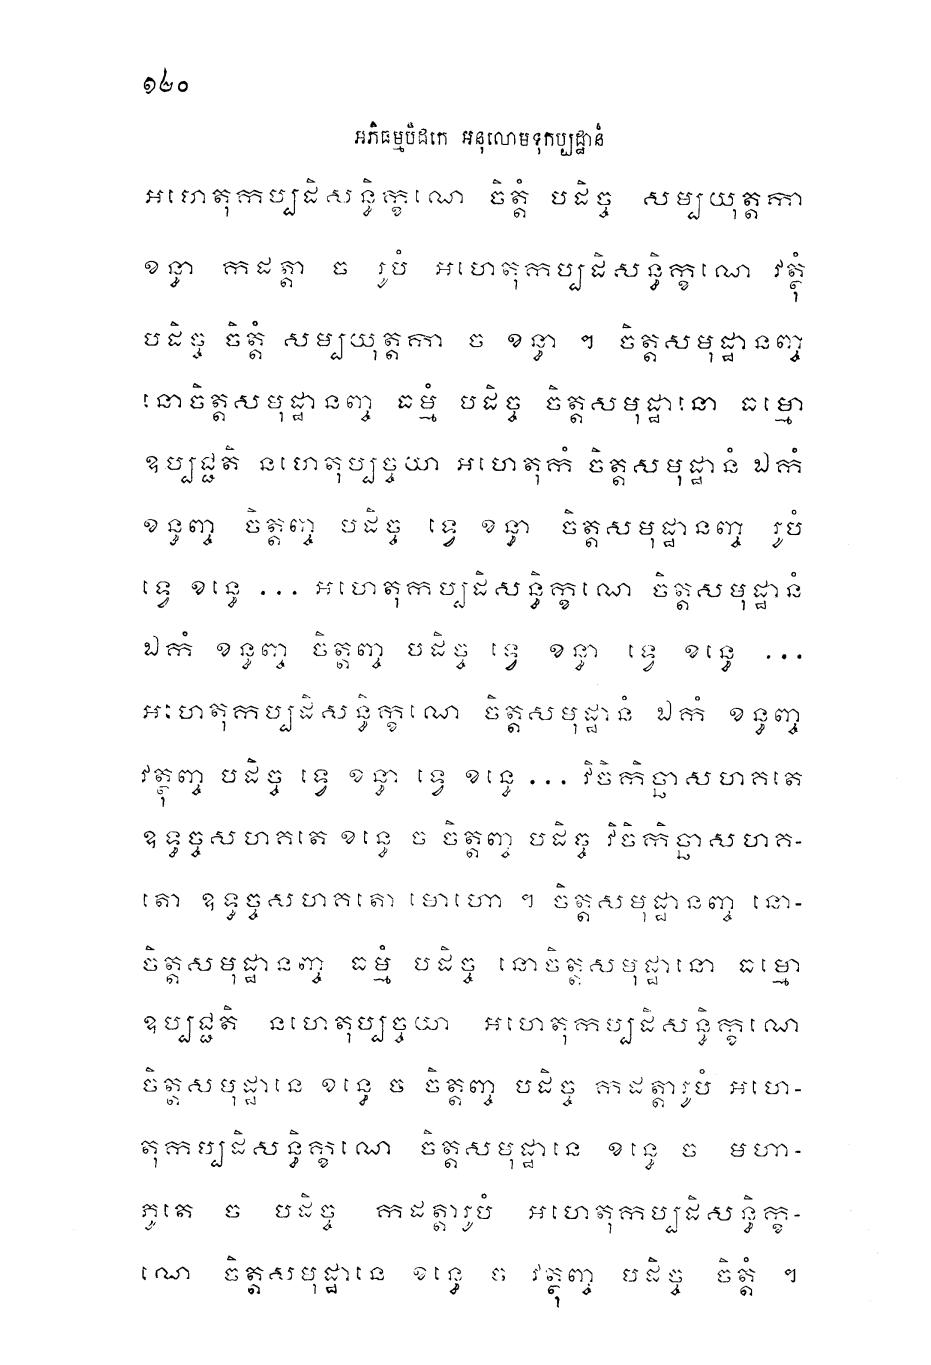 ១៤០
អភិធម្មបិដកេ អនុលោមទុកប្បដ្ឋានំ
អហេតុកប្បដិសន្ធិក្ខណេ ចិត្តំ បដិច្ច សម្បយុត្តកា
ខន្ធា កដត្តា ច រូបំ អហេតុកប្បដិសន្ធិក្ខណេ វត្ថុំ
បដិច្ច ចិត្តំ សម្បយុត្តកា ច ខន្ធា ។ ចិត្តសមុដ្ឋានញ្ច
នោចិត្តសមុដ្ឋានញ្ច ធម្មំ បដិច្ច ចិត្តសមុដ្ឋានោ ធម្មោ
ឧប្បជ្ជតិ នហេតុប្បច្ចយា អហេតុកំ ចិត្តសមុដ្ឋានំ ឯកំ
ខន្ធញ្ច ចិត្តញ្ច បដិច្ច ទ្វេ ខន្ធា ចិត្តសមុដ្ឋានញ្ច រូបំ
ទ្វេ ខន្ធេ ... អហេតុកប្បដិសន្ធិក្ខណេ ចិត្តសមុដ្ឋានំ
ឯកំ ខន្ធញ្ច ចិត្តញ្ច បដិច្ច ទ្វេ ខន្ធា ទ្វេ ខន្ធេ ...
អហេតុកប្បដិសន្ធិក្ខណេ ចិត្តសមុដ្ឋានំ ឯកំ ខន្ធញ្ច
វត្ថុញ្ច បដិច្ច ទ្វេ ខន្ធា ទ្វេ ខន្ធេ ... វិចិកិច្ឆាសហគតេ
ឧទ្ធច្ចសហគតេ ខន្ធេ ច ចិត្តញ្ច បដិច្ច វិចិកិច្ឆាសហគ-
តោ ឧទ្ធច្ចសហគតោ មោហោ ។ ចិត្តសមុដ្ឋានញ្ច នោ-
ចិត្តសមុដ្ឋានញ្ច ធម្មំ បដិច្ច នោចិត្តសមុដ្ឋានោ ធម្មោ
ឧប្បជ្ជតិ នហេតុប្បច្ចយា អហេតុកប្បដិសន្ធិក្ខណេ
ចិត្តសមុដ្ឋានេ ខន្ធេ ច ចិត្តញ្ច បដិច្ច កដត្តារូបំ អហេ-
តុកប្បដិសន្ធិក្ខណេ ចិត្តសមុដ្ឋានេ ខន្ធេ ច មហា-
ភូតេ ច បដិច្ច កដត្តារូបំ អហេតុកប្បដិសន្ធិក្ខ-
ណេ ចិត្តសមុដ្ឋានេ ខន្ធេ ច វត្ថុញ្ច បដិច្ច ចិត្តំ ។